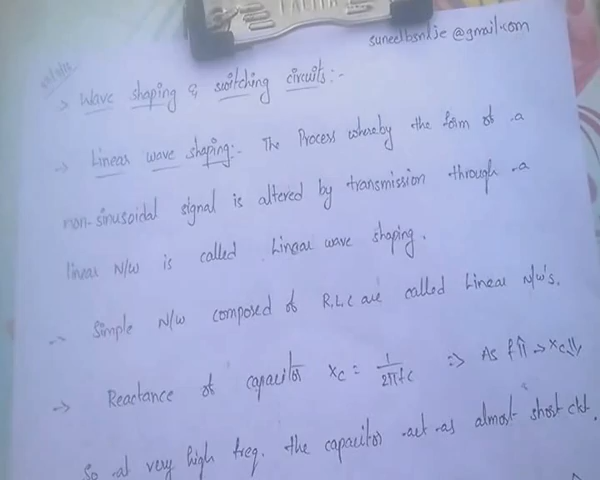 suneelbsnlje@gmail.com
→ Wave shaping & switching circuits:-
→ Linear wave shaping:- The Process whereby the form of a
non-sinusoidal signal is altered by transmission through a
linear N/w is called Linear wave shaping.
→ Simple N/w composed of R.L.C are called Linear N/w's.
→ Reactance of capacitor Xc = 1/2πfc ⇒ As f⇑ → Xc⇓
So at very high freq. the capacitor act as almost short ckt.